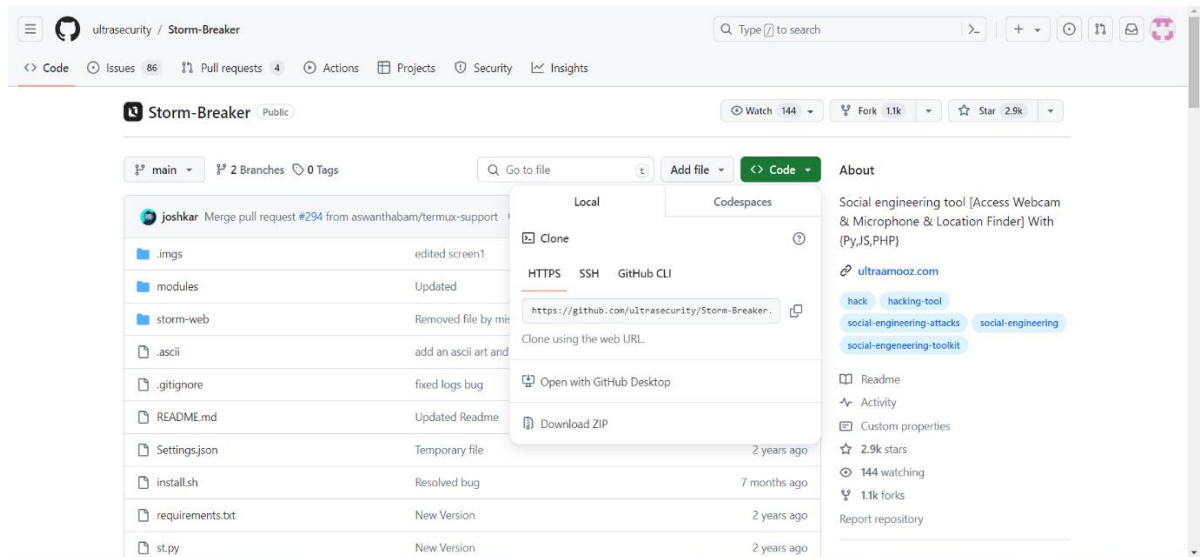 ultrasecurity / Storm-Breaker
Type / to search
Code Issues 86 Pull requests 4 Actions Projects Security Insights
Storm-Breaker Public
Watch 144 Fork 1.1k Star 2.9k
main 2 Branches 0 Tags Go to file t Add file Code
joshkar Merge pull request #294 from aswanthabam/termux-support
.imgs edited screen1
modules Updated
storm-web Removed file by mis
.ascii add an ascii art and
.gitignore fixed logs bug
README.md Updated Readme
Settings.json Temporary file 2 years ago
install.sh Resolved bug 7 months ago
requirements.txt New Version 2 years ago
st.py New Version 2 years ago
Local Codespaces
Clone
HTTPS SSH GitHub CLI
https://github.com/ultrasecurity/Storm-Breaker.
Clone using the web URL.
Open with GitHub Desktop
Download ZIP
About
Social engineering tool [Access Webcam
& Microphone & Location Finder] With
{Py,JS,PHP}
ultraamooz.com
hack hacking-tool
social-engineering-attacks social-engineering
social-engeneering-toolkit
Readme
Activity
Custom properties
2.9k stars
144 watching
1.1k forks
Report repository